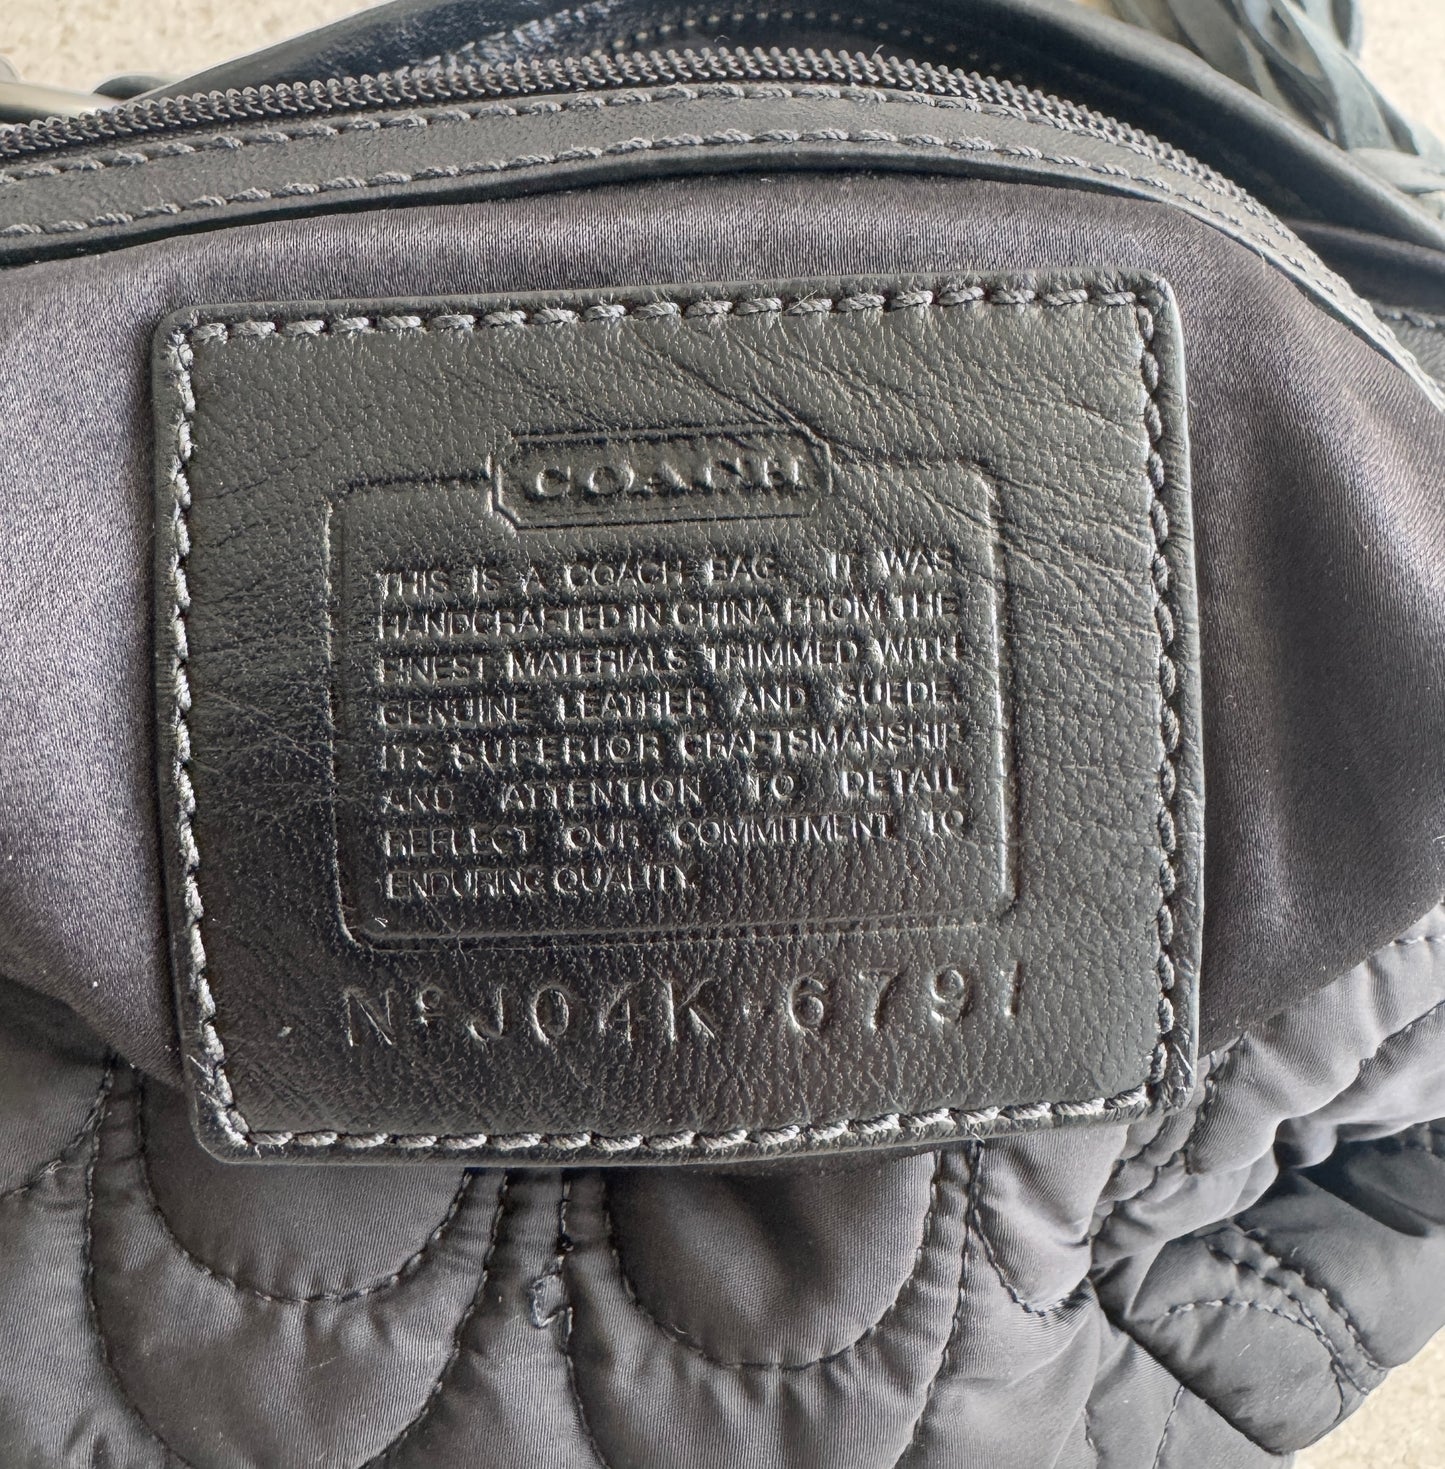 COACH
THIS IS A COACH BAG. IT WAS
HANDCRAFTED IN CHINA FROM THE
FINEST MATERIALS TRIMMED WITH
GENUINE LEATHER AND SUEDE
ITS SUPERIOR CRAFTSMANSHIP
AND ATTENTION TO DETAIL
REFLECT OUR COMMITMENT TO
ENDURING QUALITY.
Nº J04K-6791